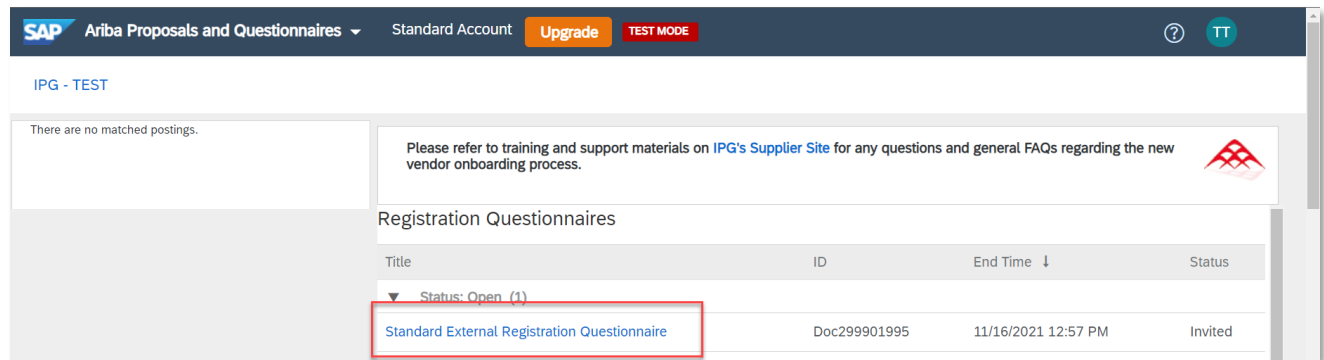 SAP Ariba Proposals and Questionnaires Standard Account Upgrade TEST MODE ? TT
IPG - TEST
There are no matched postings.
Please refer to training and support materials on IPG's Supplier Site for any questions and general FAQs regarding the new
vendor onboarding process.
Registration Questionnaires
Title ID End Time ↓ Status
▼ Status: Open (1)
Standard External Registration Questionnaire Doc299901995 11/16/2021 12:57 PM Invited